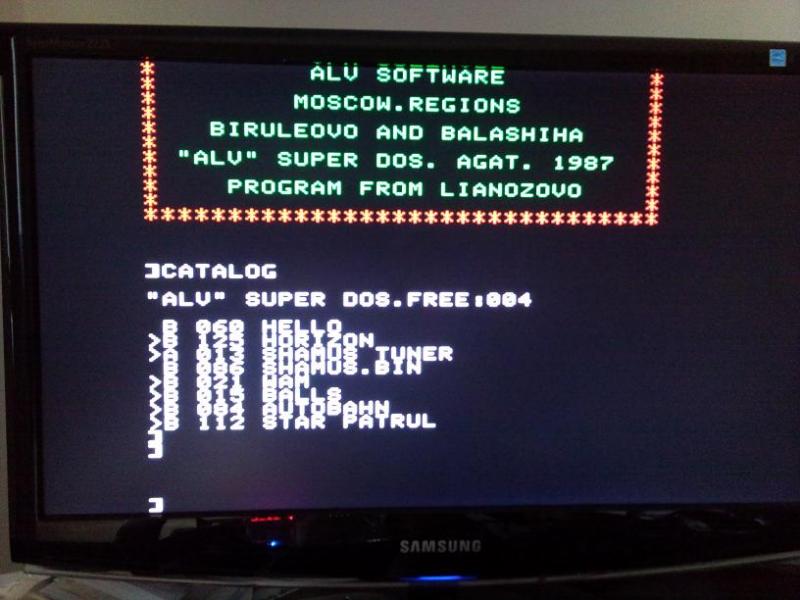 ALV SOFTWARE
MOSCOW.REGIONS
BIRULEOVO AND BALASHIHA
"ALV" SUPER DOS. AGAT. 1987
PROGRAM FROM LIANOZOVO
*********************************
]CATALOG
"ALV" SUPER DOS.FREE:004
B 060 HELLO
>B 125 HORIZON
>B 013 SHAMUS TUNER
B 086 SHAMUS.BIN
>B 021 WAM
>B 015 BALLS
>B 084 AUTOBAHN
>B 112 STAR PATRUL
]
]
]
SAMSUNG